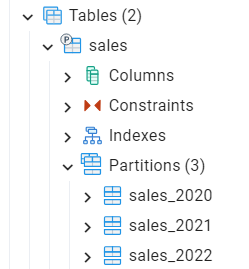 Tables (2)
sales
Columns
Constraints
Indexes
Partitions (3)
sales_2020
sales_2021
sales_2022